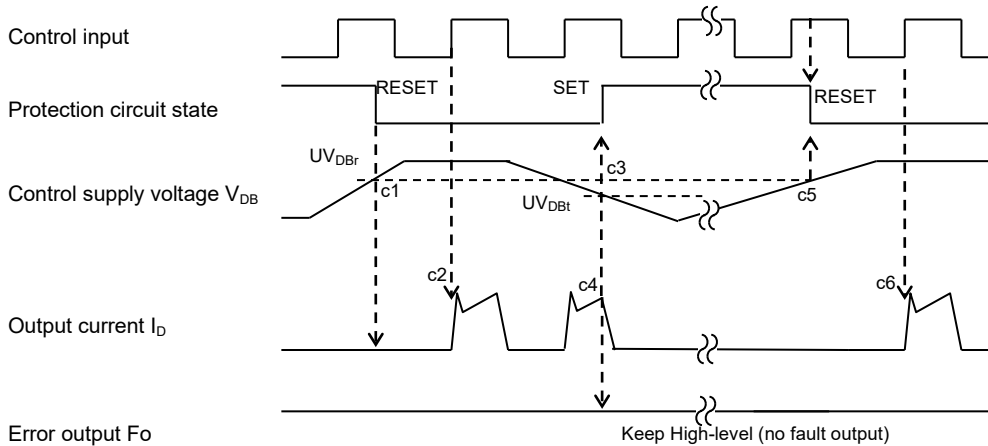 Control input
RESET
SET
Protection circuit state
RESET
UVDBr
c3
Control supply voltage VDB
c1
c5
UVDBt
c2
c4
c6
Output current ID
Error output Fo
Keep High-level (no fault output)